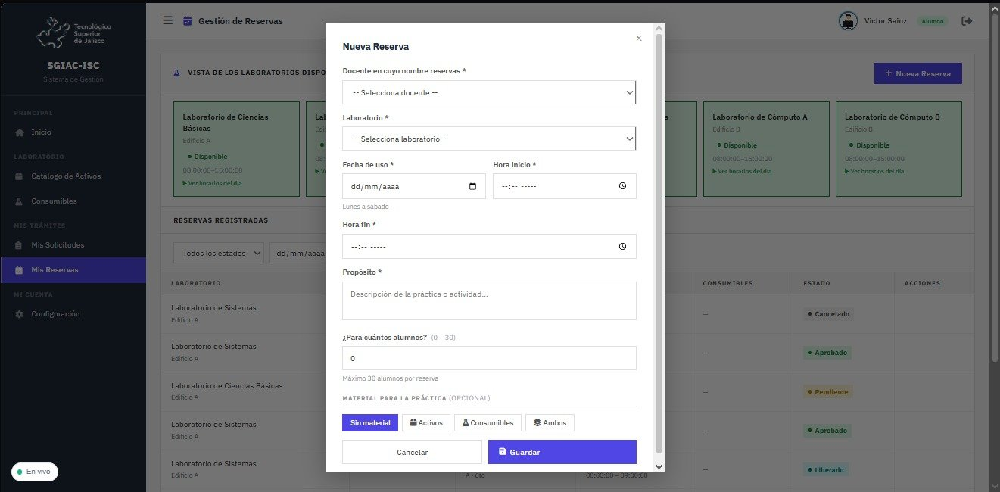 Tecnológico
Superior
de Jalisco
SGIAC-ISC
Sistema de Gestión
PRINCIPAL
Inicio
LABORATORIO
Catálogo de Activos
Consumibles
MIS TRÁMITES
Mis Solicitudes
Mis Reservas
MI CUENTA
Configuración
En vivo
Gestión de Reservas
Victor Sainz
Alumno
VISTA DE LOS LABORATORIOS DISPO
Nueva Reserva
Laboratorio de Ciencias
Básicas
Edificio A
Disponible
08:00:00–15:00:00
Ver horarios del día
Laboratorio de Cómputo A
Edificio B
Disponible
08:00:00–15:00:00
Ver horarios del día
Laboratorio de Cómputo B
Edificio B
Disponible
08:00:00–15:00:00
Ver horarios del día
RESERVAS REGISTRADAS
Todos los estados
dd/mm/aaaa
LABORATORIO
CONSUMIBLES
ESTADO
ACCIONES
Laboratorio de Sistemas
Edificio A
—
Cancelado
Laboratorio de Sistemas
Edificio A
—
Aprobado
Laboratorio de Ciencias Básicas
Edificio A
—
Pendiente
Laboratorio de Sistemas
Edificio A
—
Aprobado
Laboratorio de Sistemas
Edificio A
A - 6to
08:00:00 – 09:00:00
—
Liberado
Nueva Reserva
×
Docente en cuyo nombre reservas *
-- Selecciona docente --
Laboratorio *
-- Selecciona laboratorio --
Fecha de uso *
Hora inicio *
dd/mm/aaaa
--:-- -----
Lunes a sábado
Hora fin *
--:-- -----
Propósito *
Descripción de la práctica o actividad...
¿Para cuántos alumnos? (0 – 30)
0
Máximo 30 alumnos por reserva
MATERIAL PARA LA PRÁCTICA (OPCIONAL)
Sin material
Activos
Consumibles
Ambos
Cancelar
Guardar